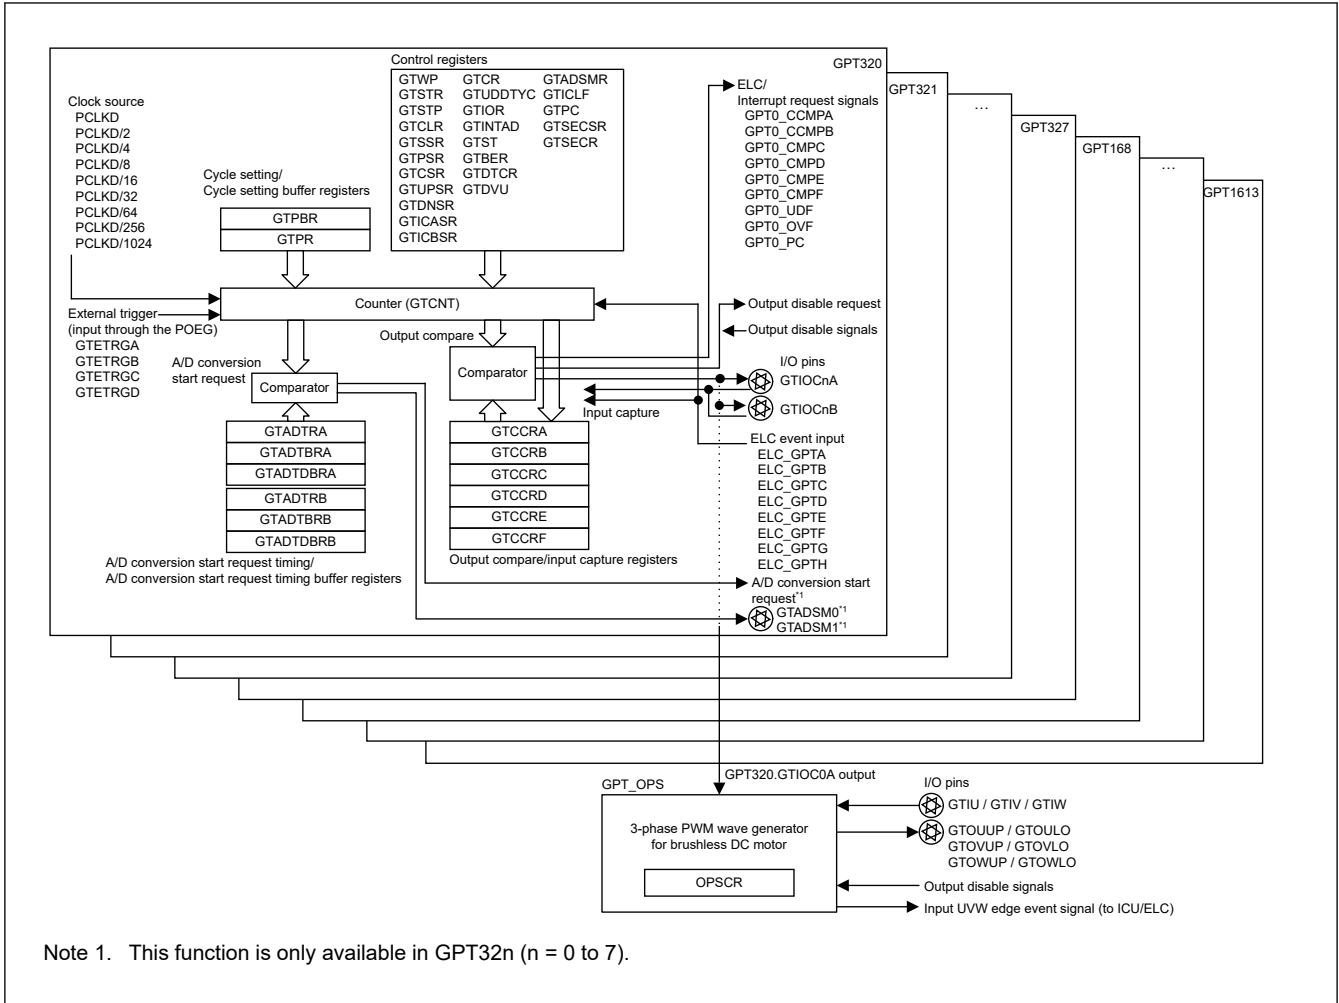 GPT320
GPT321
…
GPT327
GPT168
…
GPT1613
Clock source
PCLKD
PCLKD/2
PCLKD/4
PCLKD/8
PCLKD/16
PCLKD/32
PCLKD/64
PCLKD/256
PCLKD/1024
External trigger
(input through the POEG)
GTETRGA
GTETRGB
GTETRGC
GTETRGD
Cycle setting/
Cycle setting buffer registers
GTPBR
GTPR
Control registers
GTWP GTCR GTADSMR
GTSTR GTUDDTYC GTICLF
GTSTP GTIOR GTPC
GTCLR GTINTAD GTSECSR
GTSSR GTST GTSECR
GTPSR GTBER
GTCSR GTDTCR
GTUPSR GTDVU
GTDNSR
GTICASR
GTICBSR
Counter (GTCNT)
A/D conversion
start request
Comparator
GTADTRA
GTADTBRA
GTADTDBRA
GTADTRB
GTADTBRB
GTADTDBRB
A/D conversion start request timing/
A/D conversion start request timing buffer registers
Output compare
Comparator
Input capture
GTCCRA
GTCCRB
GTCCRC
GTCCRD
GTCCRE
GTCCRF
Output compare/input capture registers
ELC/
Interrupt request signals
GPT0_CCMPA
GPT0_CCMPB
GPT0_CMPC
GPT0_CMPD
GPT0_CMPE
GPT0_CMPF
GPT0_UDF
GPT0_OVF
GPT0_PC
Output disable request
Output disable signals
I/O pins
GTIOCnA
GTIOCnB
ELC event input
ELC_GPTA
ELC_GPTB
ELC_GPTC
ELC_GPTD
ELC_GPTE
ELC_GPTF
ELC_GPTG
ELC_GPTH
A/D conversion start
request*1
GTADSM0*1
GTADSM1*1
GPT320.GTIOC0A output
GPT_OPS
3-phase PWM wave generator
for brushless DC motor
OPSCR
I/O pins
GTIU / GTIV / GTIW
GTOUUP / GTOULO
GTOVUP / GTOVLO
GTOWUP / GTOWLO
Output disable signals
Input UVW edge event signal (to ICU/ELC)
Note 1. This function is only available in GPT32n (n = 0 to 7).